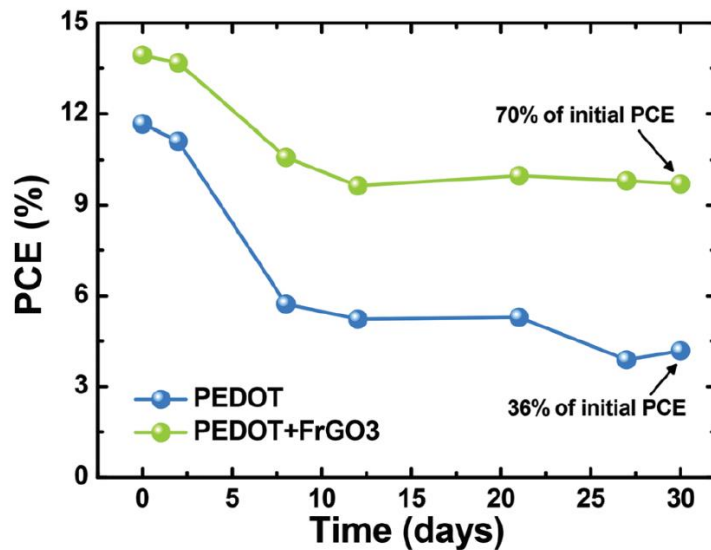 15
12
9
6
3
0
PCE (%)
70% of initial PCE
36% of initial PCE
PEDOT
PEDOT+FrGO3
0 5 10 15 20 25 30
Time (days)